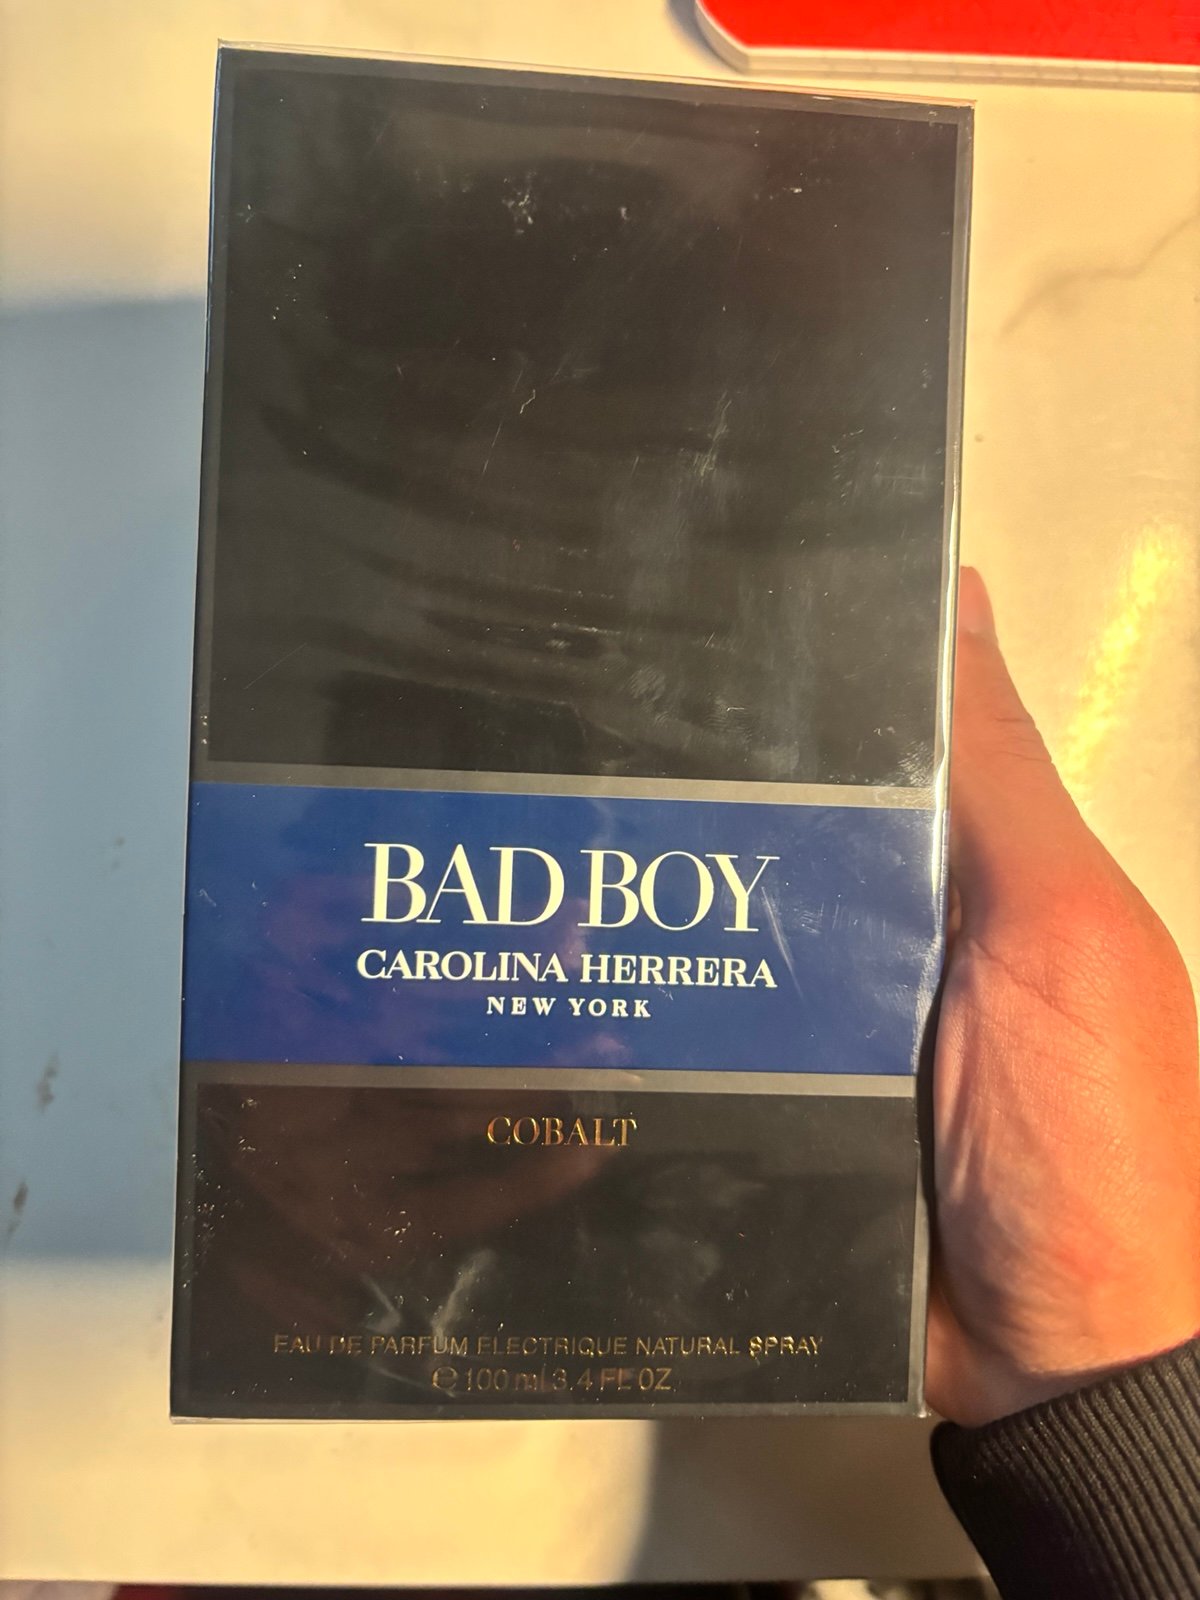 BAD BOY
CAROLINA HERRERA
NEW YORK
COBALT
EAU DE PARFUM ELECTRIQUE NATURAL SPRAY
℮ 100 ml 3.4 FL OZ